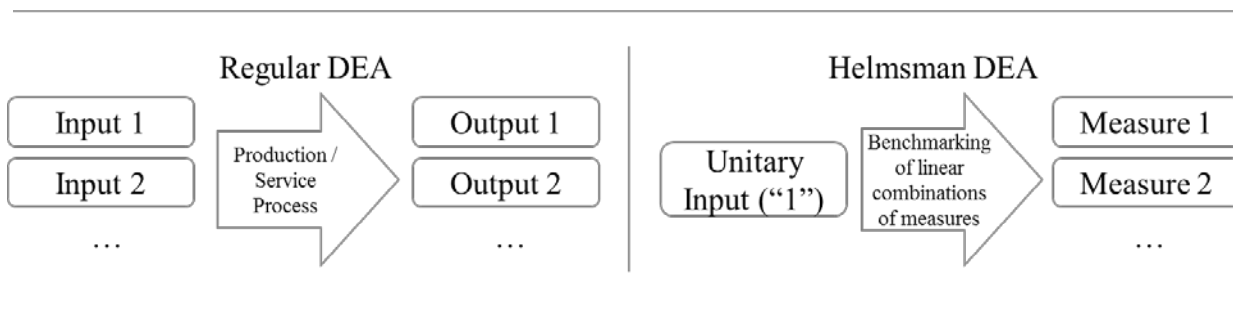 Regular DEA
Input 1
Input 2
…
Production /
Service
Process
Output 1
Output 2
…
Helmsman DEA
Unitary
Input (“1”)
Benchmarking
of linear
combinations
of measures
Measure 1
Measure 2
…